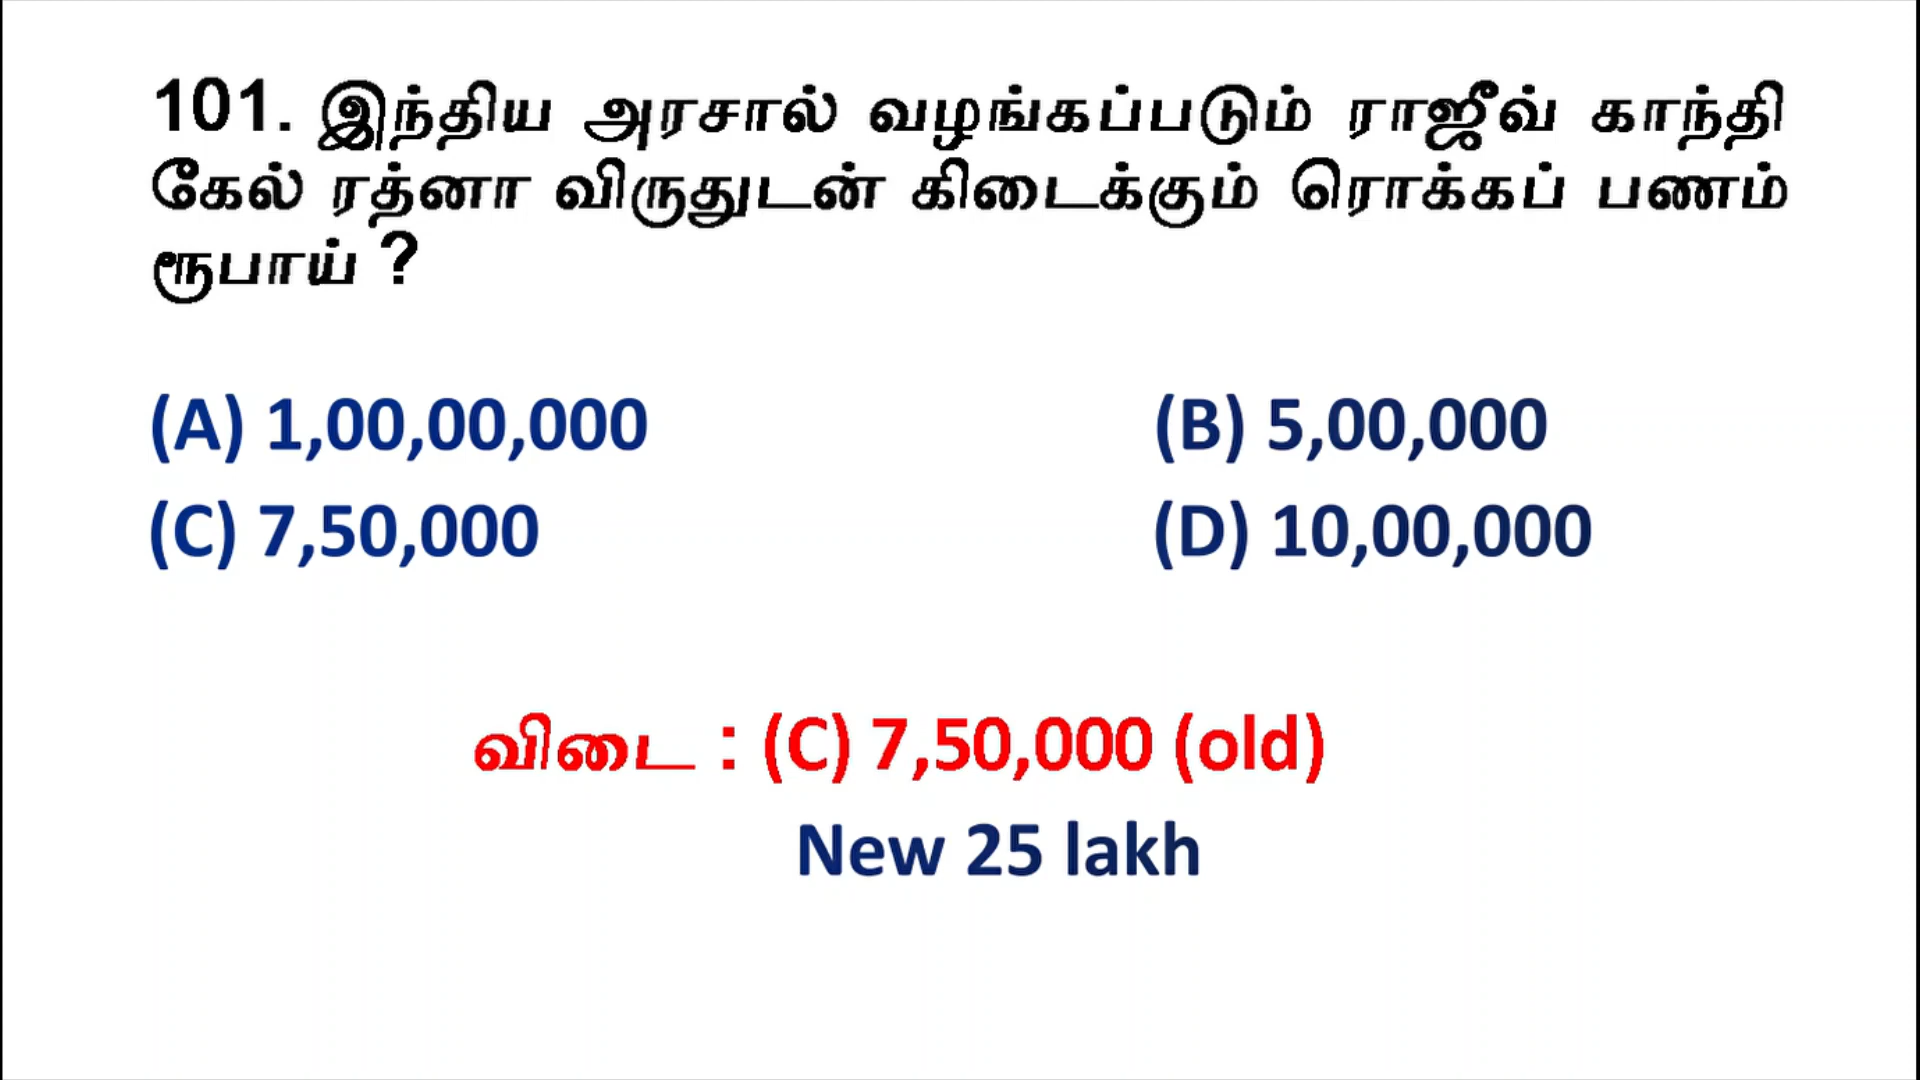 101. இந்திய அரசால் வழங்கப்படும் ராஜீவ் காந்தி
கேல் ரத்னா விருதுடன் கிடைக்கும் ரொக்கப் பணம்
ரூபாய் ?
(A) 1,00,00,000 (B) 5,00,000
(C) 7,50,000 (D) 10,00,000
விடை : (C) 7,50,000 (old)
New 25 lakh